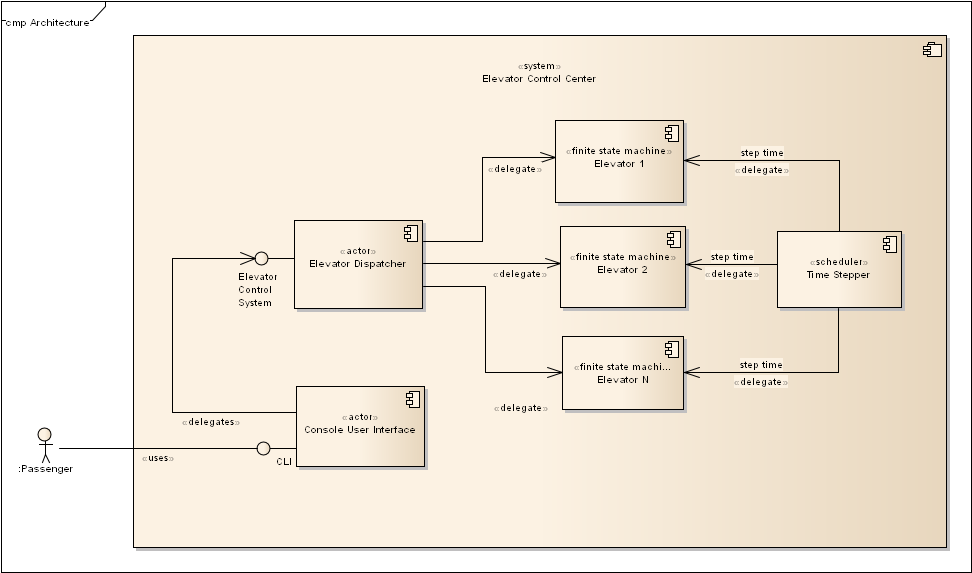 cmp Architecture
«system»
Elevator Control Center
«finite state machine»
Elevator 1
«delegate»
step time
«delegate»
«actor»
Elevator Dispatcher
Elevator
Control
System
«finite state machine»
Elevator 2
«delegate»
step time
«delegate»
«scheduler»
Time Stepper
«finite state machi...
Elevator N
«delegate»
step time
«delegate»
«actor»
Console User Interface
«delegates»
CLI
«uses»
:Passenger